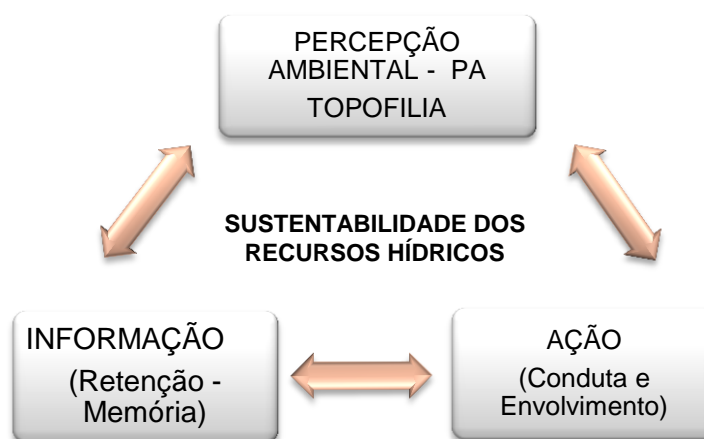 PERCEPÇÃO
AMBIENTAL - PA
TOPOFILIA
SUSTENTABILIDADE DOS
RECURSOS HÍDRICOS
INFORMAÇÃO
(Retenção -
Memória)
AÇÃO
(Conduta e
Envolvimento)